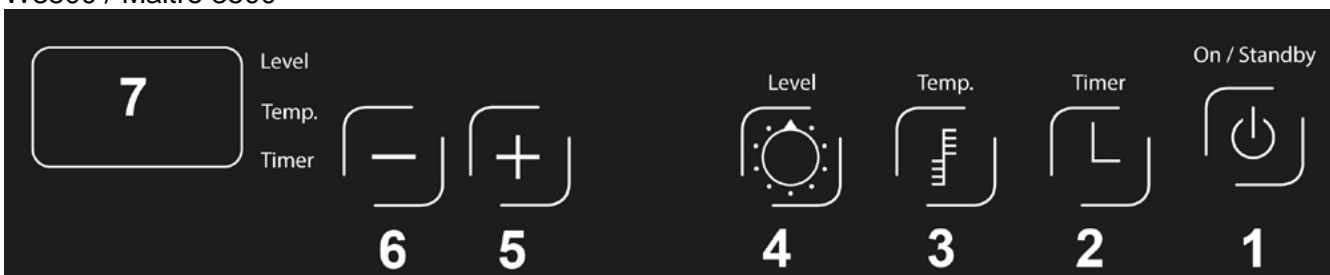 On / Standby
Level
7
Temp.
Timer
Level
Temp.
Timer
6
5
4
3
2
1